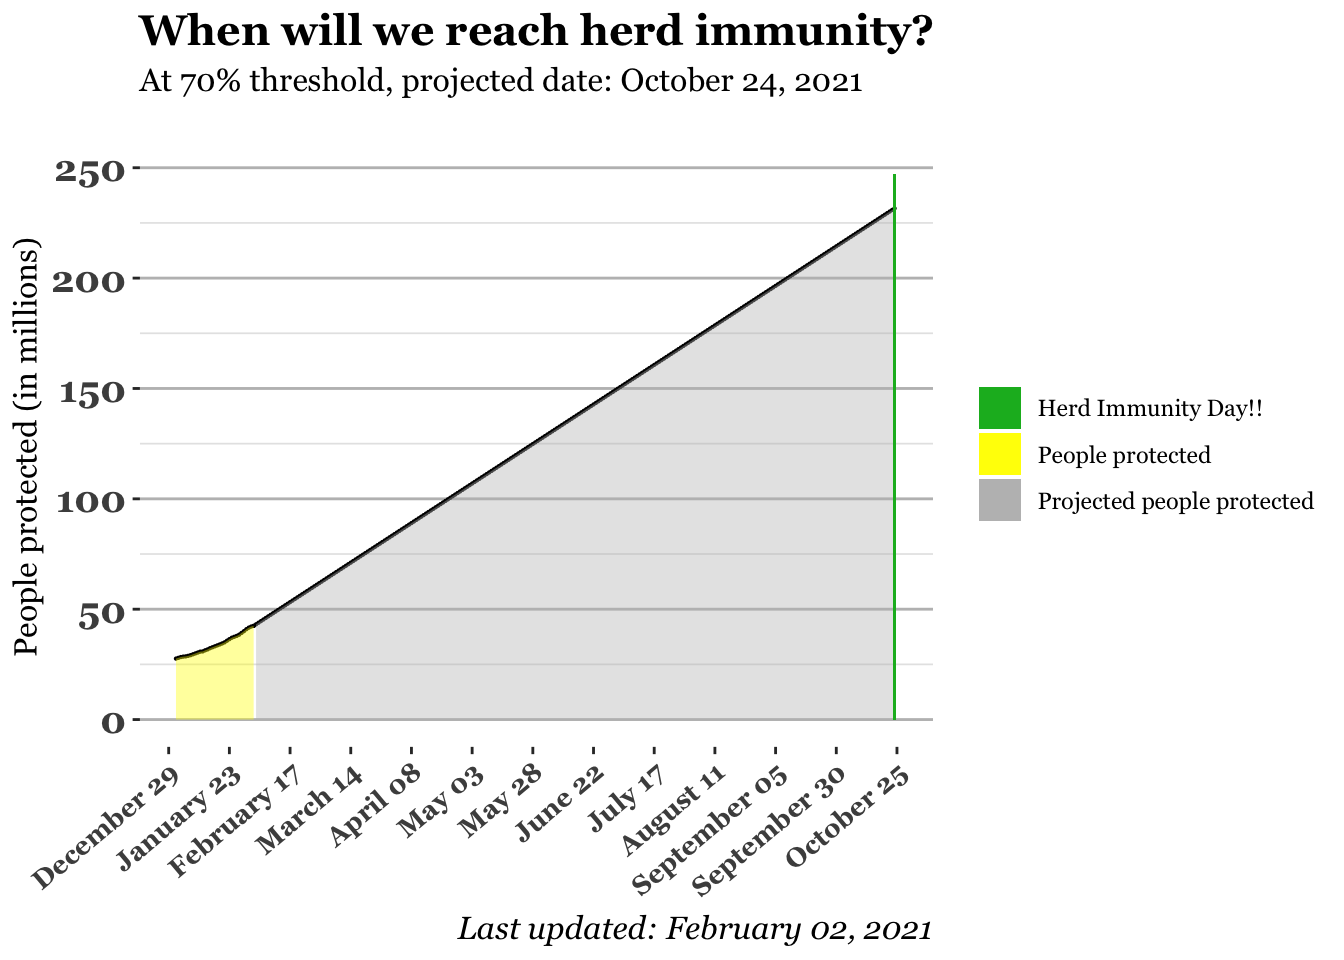 When will we reach herd immunity?
At 70% threshold, projected date: October 24, 2021
People protected (in millions)
250
200
150
100
50
0
December 29
January 23
February 17
March 14
April 08
May 03
May 28
June 22
July 17
August 11
September 05
September 30
October 25
Herd Immunity Day!!
People protected
Projected people protected
Last updated: February 02, 2021